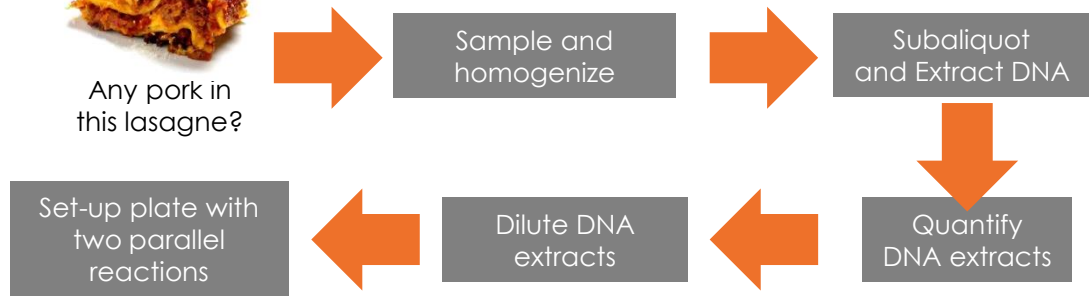 Any pork in
this lasagne?
Sample and
homogenize
Subaliquot
and Extract DNA
Quantify
DNA extracts
Dilute DNA
extracts
Set-up plate with
two parallel
reactions